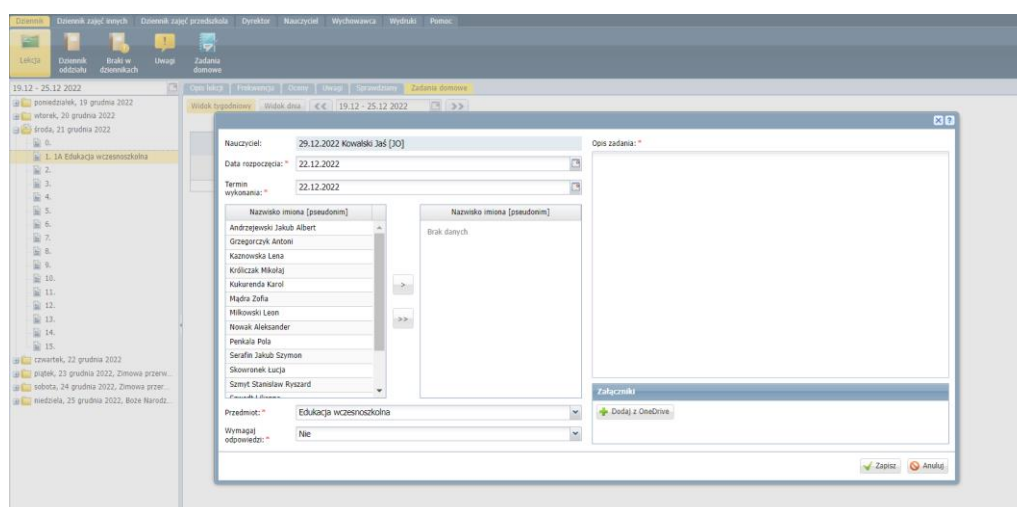 Dziennik Dziennik zajęć innych Dziennik zajęć przedszkola Dyrektor Nauczyciel Wychowawca Wydruki Pomoc
Lekcja Dziennik oddziału Braki w dziennikach Uwagi Zadania domowe
19.12 - 25.12 2022
Opis lekcji Frekwencja Oceny Uwagi Sprawdziany Zadania domowe
poniedziałek, 19 grudnia 2022
Widok tygodniowy Widok dnia << 19.12 - 25.12 2022 >>
wtorek, 20 grudnia 2022
środa, 21 grudnia 2022
0.
1. 1A Edukacja wczesnoszkolna
2.
3.
4.
5.
6.
7.
8.
9.
10.
11.
12.
13.
14.
15.
czwartek, 22 grudnia 2022
piątek, 23 grudnia 2022, Zimowa przerw...
sobota, 24 grudnia 2022, Zimowa przer...
niedziela, 25 grudnia 2022, Boże Narodz...
Nauczyciel: 29.12.2022 Kowalski Jaś [JO]
Data rozpoczęcia: * 22.12.2022
Termin
wykonania: * 22.12.2022
Nazwisko imiona [pseudonim]
Andrzejewski Jakub Albert
Grzegorczyk Antoni
Kaznowska Lena
Króliczak Mikołaj
Kukurenda Karol
Mądra Zofia
Milkowski Leon
Nowak Aleksander
Penkala Pola
Serafin Jakub Szymon
Skowronek Łucja
Szmyt Stanisław Ryszard
>
>>
Nazwisko imiona [pseudonim]
Brak danych
Przedmiot: * Edukacja wczesnoszkolna
Wymagaj
odpowiedzi: * Nie
Opis zadania: *
Załączniki
Dodaj z OneDrive
Zapisz Anuluj